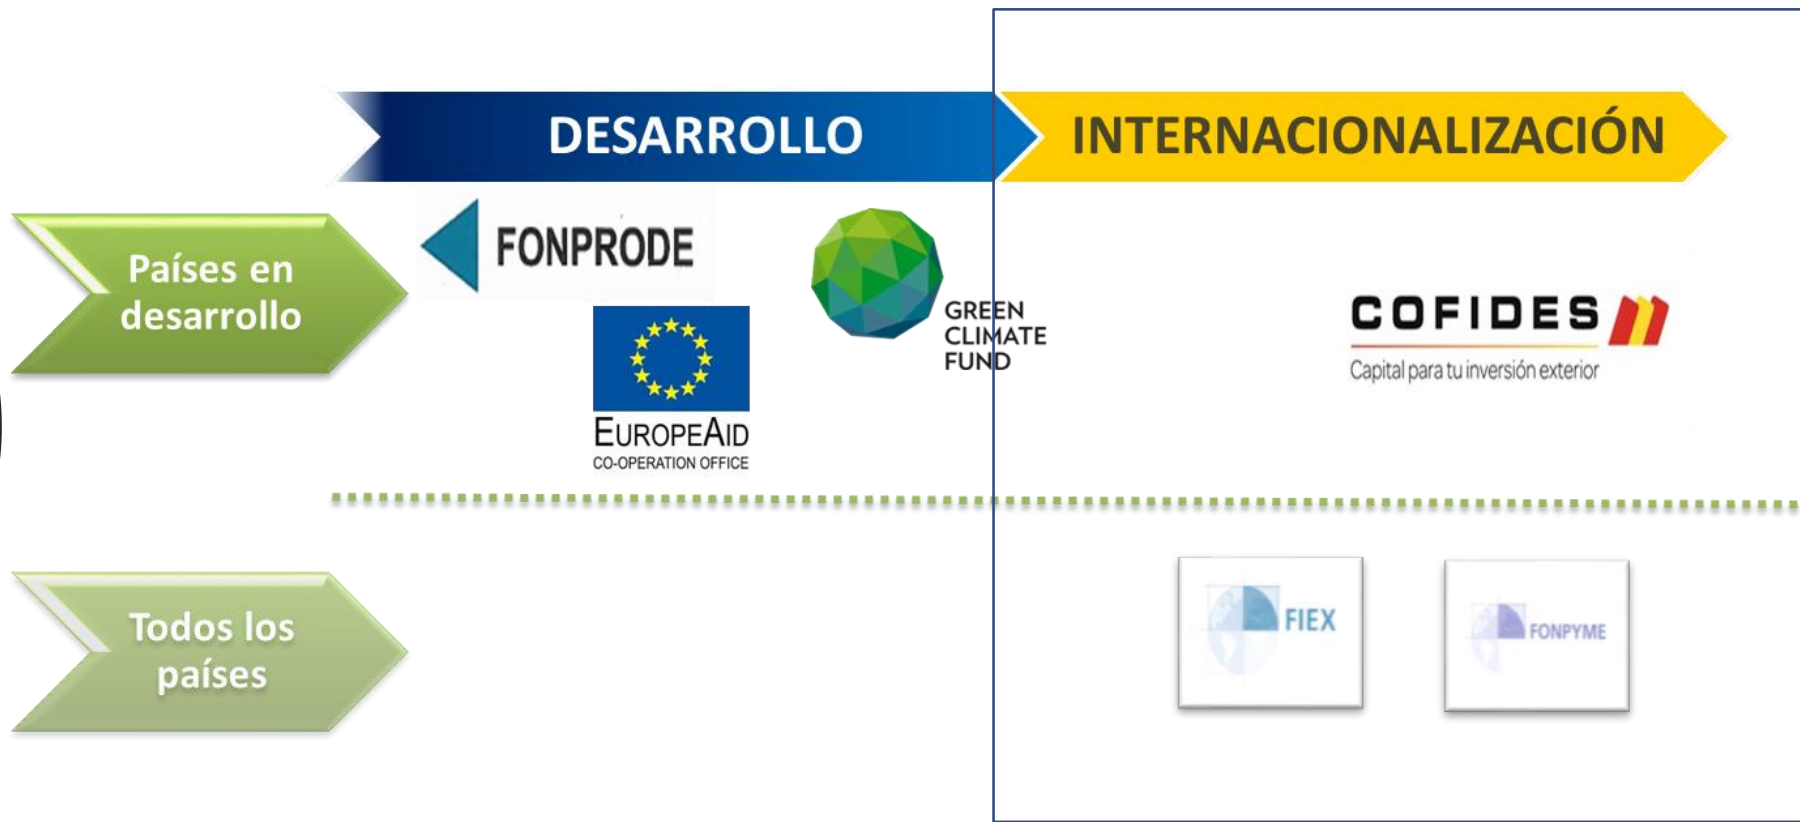 DESARROLLO
INTERNACIONALIZACIÓN
Países en
desarrollo
FONPRODE
GREEN
CLIMATE
FUND
EUROPEAID
CO-OPERATION OFFICE
COFIDES
Capital para tu inversión exterior
Todos los
países
FIEX
FONPYME